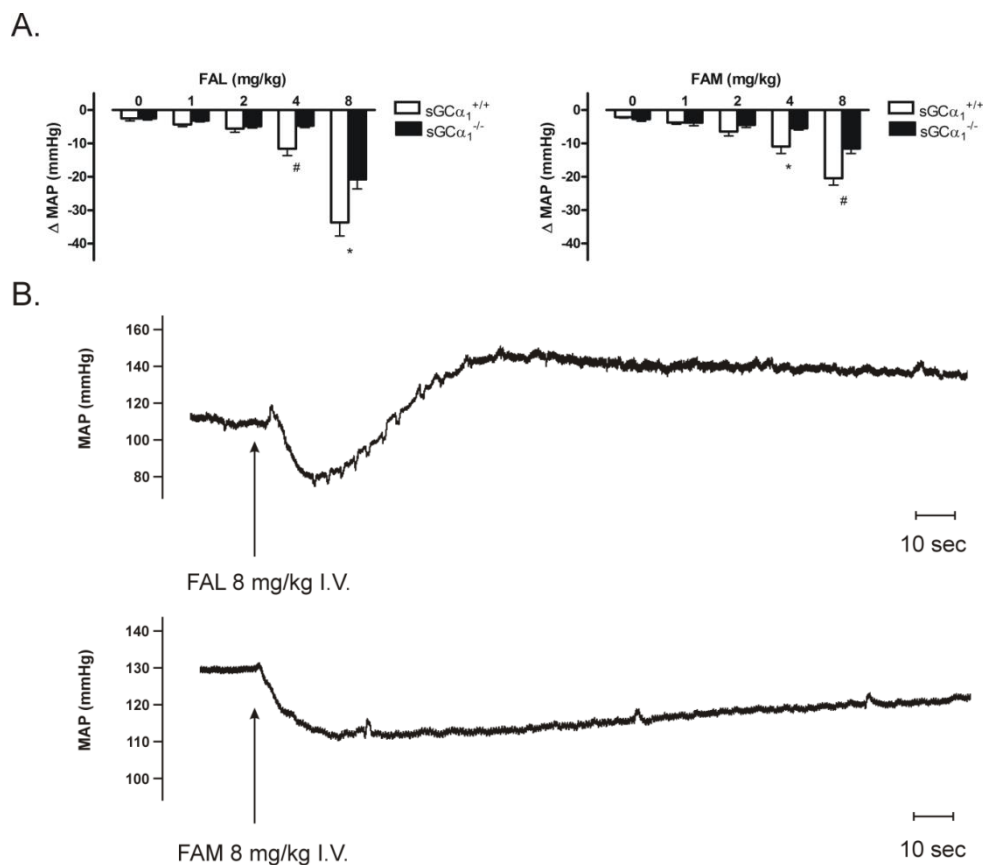 A.
FAL (mg/kg)
0 1 2 4 8
0
-10
-20
-30
-40
Δ MAP (mmHg)
#
*
sGCα₁⁺/⁺
sGCα₁⁻/⁻
FAM (mg/kg)
0 1 2 4 8
0
-10
-20
-30
-40
Δ MAP (mmHg)
*
#
sGCα₁⁺/⁺
sGCα₁⁻/⁻
B.
160
140
120
100
80
MAP (mmHg)
10 sec
FAL 8 mg/kg I.V.
140
130
120
110
100
MAP (mmHg)
10 sec
FAM 8 mg/kg I.V.